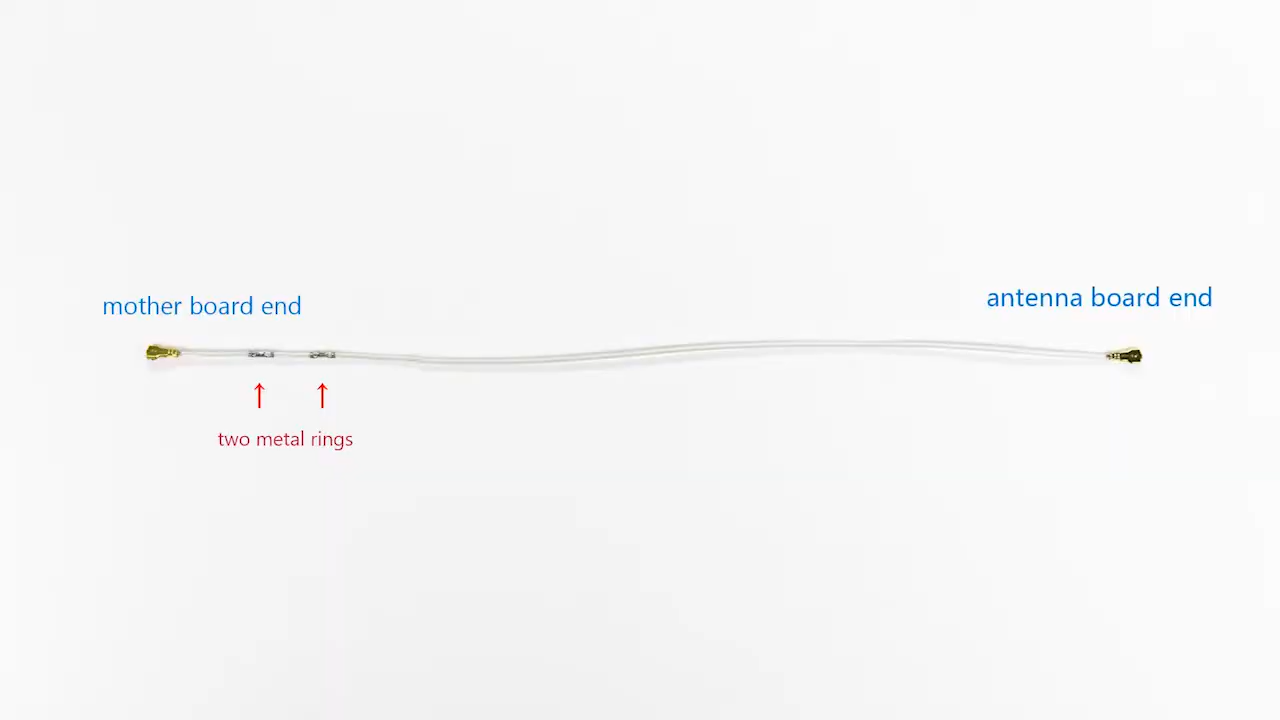 mother board end
antenna board end
↑ ↑
two metal rings